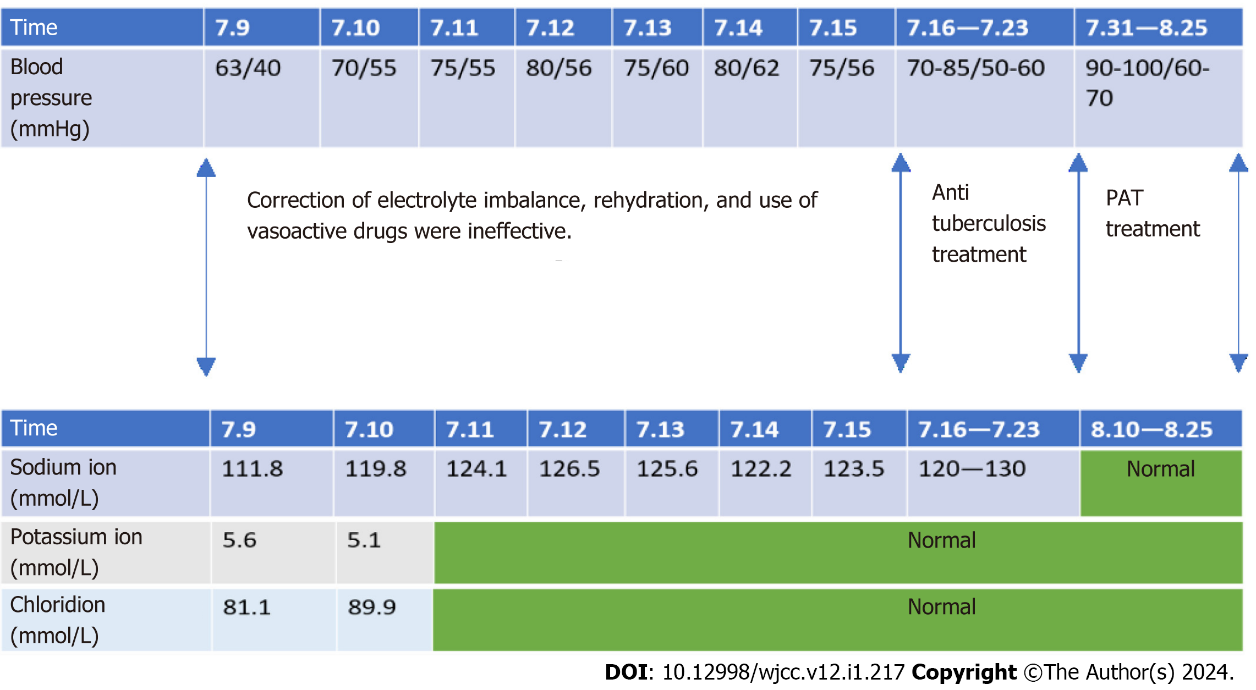 Time 7.9 7.10 7.11 7.12 7.13 7.14 7.15 7.16—7.23 7.31—8.25
Blood pressure (mmHg) 63/40 70/55 75/55 80/56 75/60 80/62 75/56 70-85/50-60 90-100/60-70
Correction of electrolyte imbalance, rehydration, and use of
vasoactive drugs were ineffective.
Anti
tuberculosis
treatment
PAT
treatment
Time 7.9 7.10 7.11 7.12 7.13 7.14 7.15 7.16—7.23 8.10—8.25
Sodium ion (mmol/L) 111.8 119.8 124.1 126.5 125.6 122.2 123.5 120—130 Normal
Potassium ion (mmol/L) 5.6 5.1 Normal
Chloridion (mmol/L) 81.1 89.9 Normal
DOI: 10.12998/wjcc.v12.i1.217 Copyright ©The Author(s) 2024.